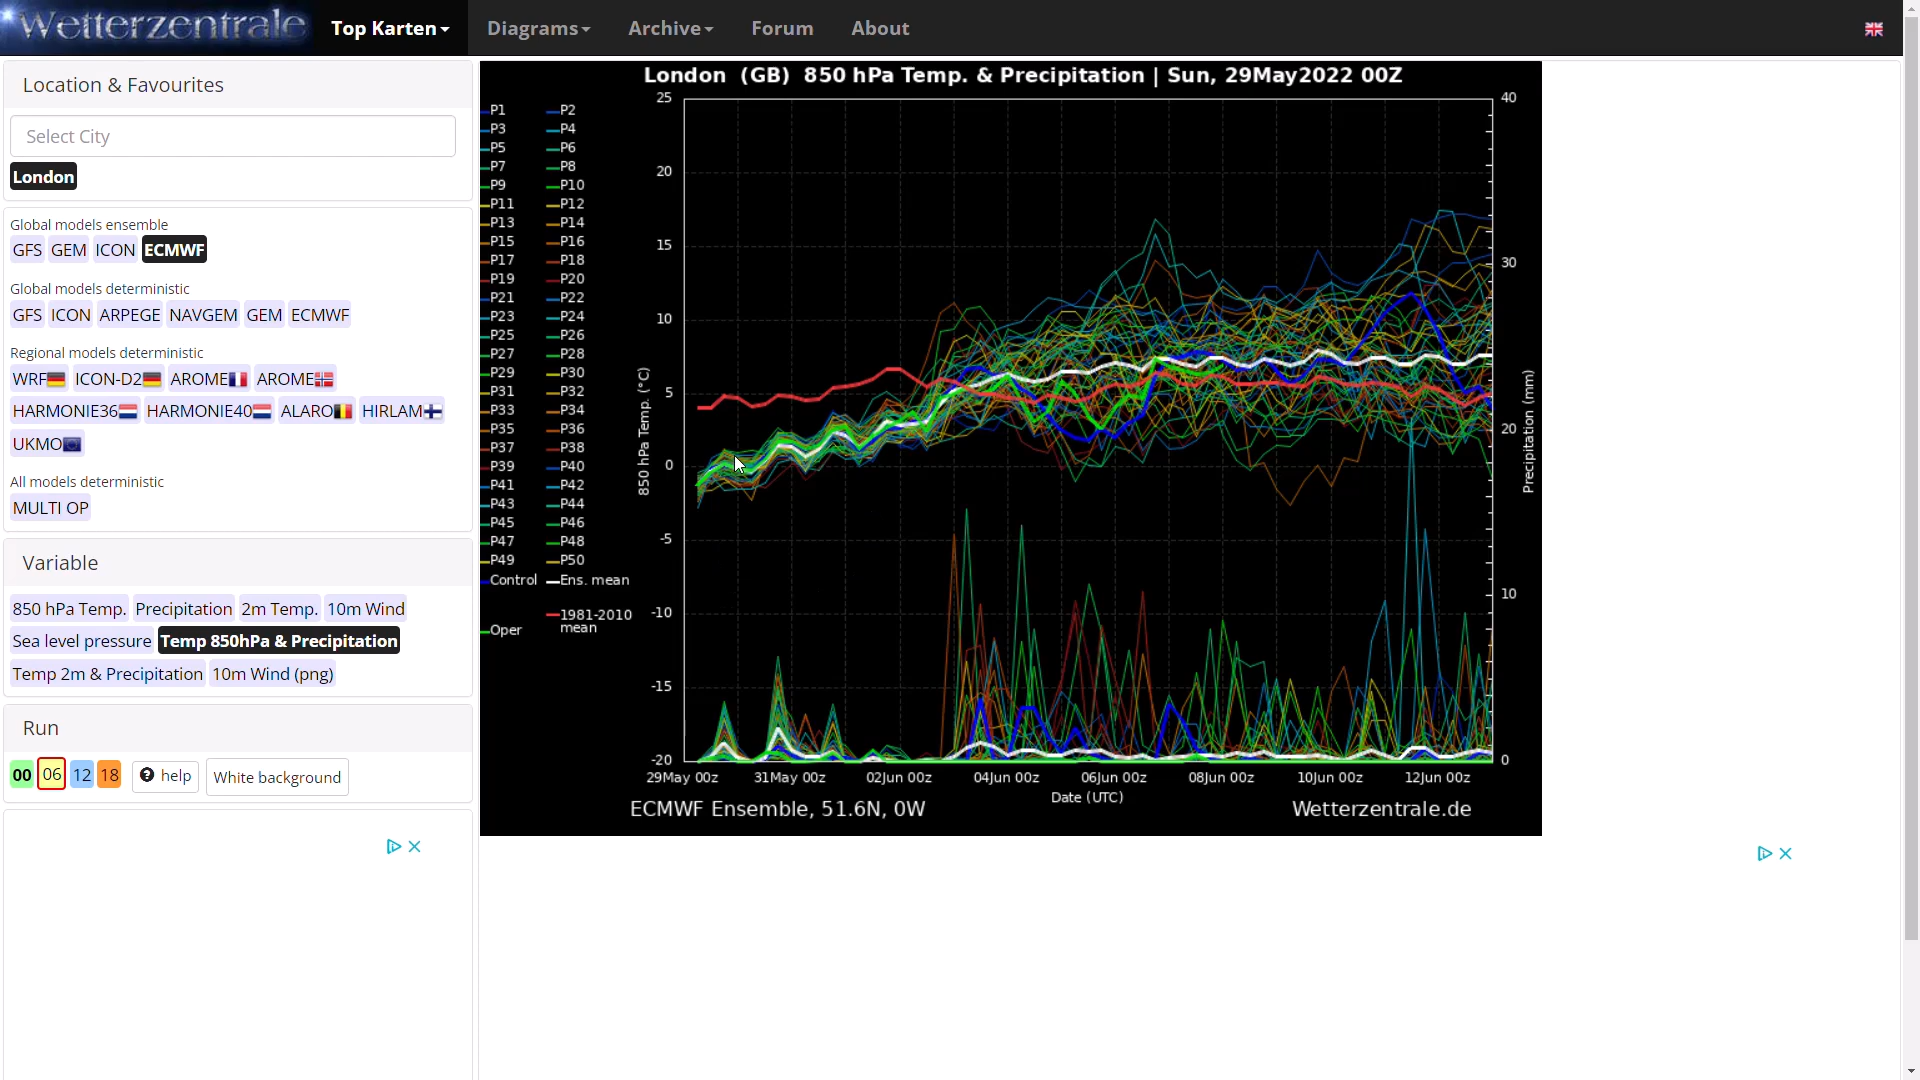 Wetterzentrale Top Karten Diagrams Archive Forum About
Location & Favourites
Select City
London
Global models ensemble
GFS GEM ICON ECMWF
Global models deterministic
GFS ICON ARPEGE NAVGEM GEM ECMWF
Regional models deterministic
WRF ICON-D2 AROME AROME
HARMONIE36 HARMONIE40 ALARO HIRLAM
UKMO
All models deterministic
MULTI OP
Variable
850 hPa Temp. Precipitation 2m Temp. 10m Wind
Sea level pressure Temp 850hPa & Precipitation
Temp 2m & Precipitation 10m Wind (png)
Run
00 06 12 18 help White background
London (GB) 850 hPa Temp. & Precipitation | Sun, 29May2022 00Z
P1 P2
P3 P4
P5 P6
P7 P8
P9 P10
P11 P12
P13 P14
P15 P16
P17 P18
P19 P20
P21 P22
P23 P24
P25 P26
P27 P28
P29 P30
P31 P32
P33 P34
P35 P36
P37 P38
P39 P40
P41 P42
P43 P44
P45 P46
P47 P48
P49 P50
Control Ens. mean
1981-2010
mean
Oper
850 hPa Temp. (°C)
25
20
15
10
5
0
-5
-10
-15
-20
40
30
20
10
0
Precipitation (mm)
29May 00z 31May 00z 02Jun 00z 04Jun 00z 06Jun 00z 08Jun 00z 10Jun 00z 12Jun 00z
Date (UTC)
ECMWF Ensemble, 51.6N, 0W Wetterzentrale.de